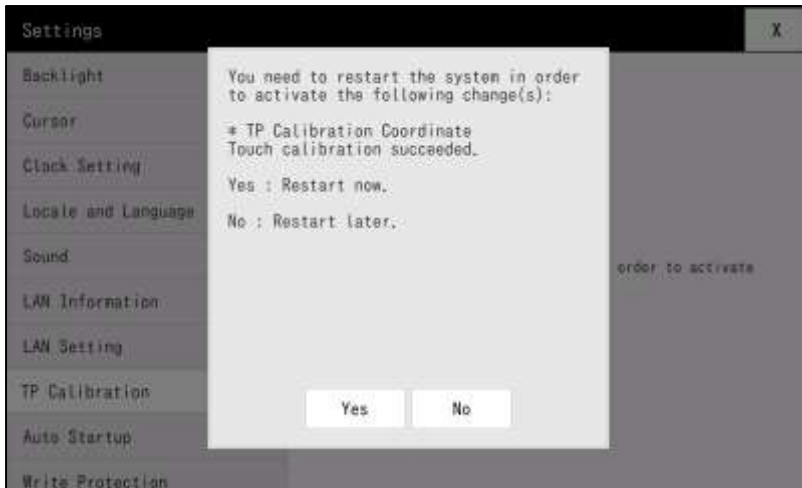 Settings
X
Backlight
Cursor
Clock Setting
Locale and Language
Sound
LAN Information
LAN Setting
TP Calibration
Auto Startup
Write Protection
order to activate
You need to restart the system in order
to activate the following change(s):
* TP Calibration Coordinate
Touch calibration succeeded.
Yes : Restart now.
No : Restart later.
Yes
No